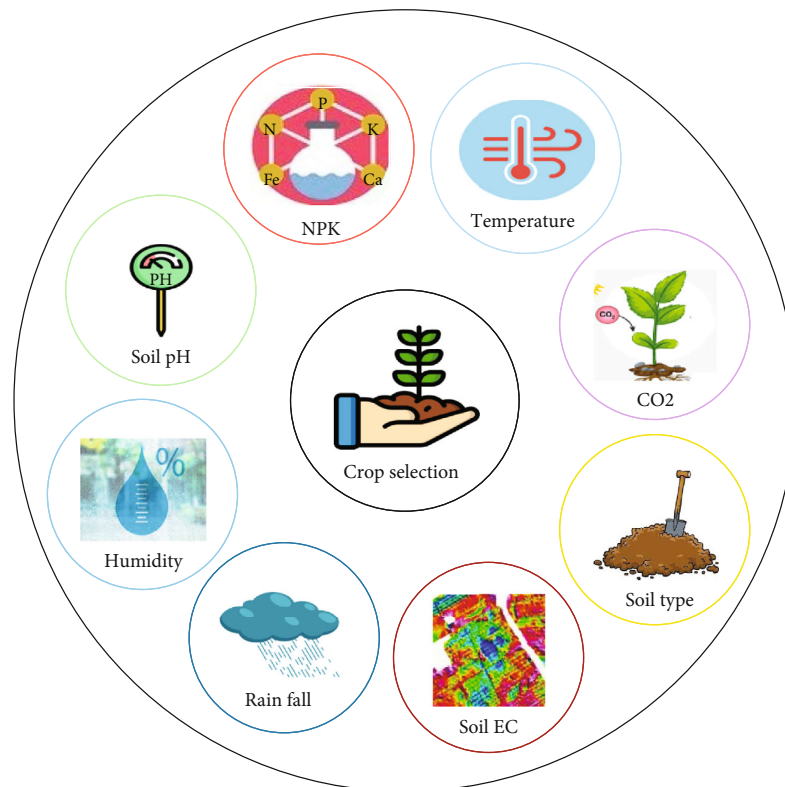 P
N
K
Fe
Ca
NPK
Temperature
PH
Soil pH
CO₂
CO2
Crop selection
%
Humidity
Soil type
Rain fall
Soil EC